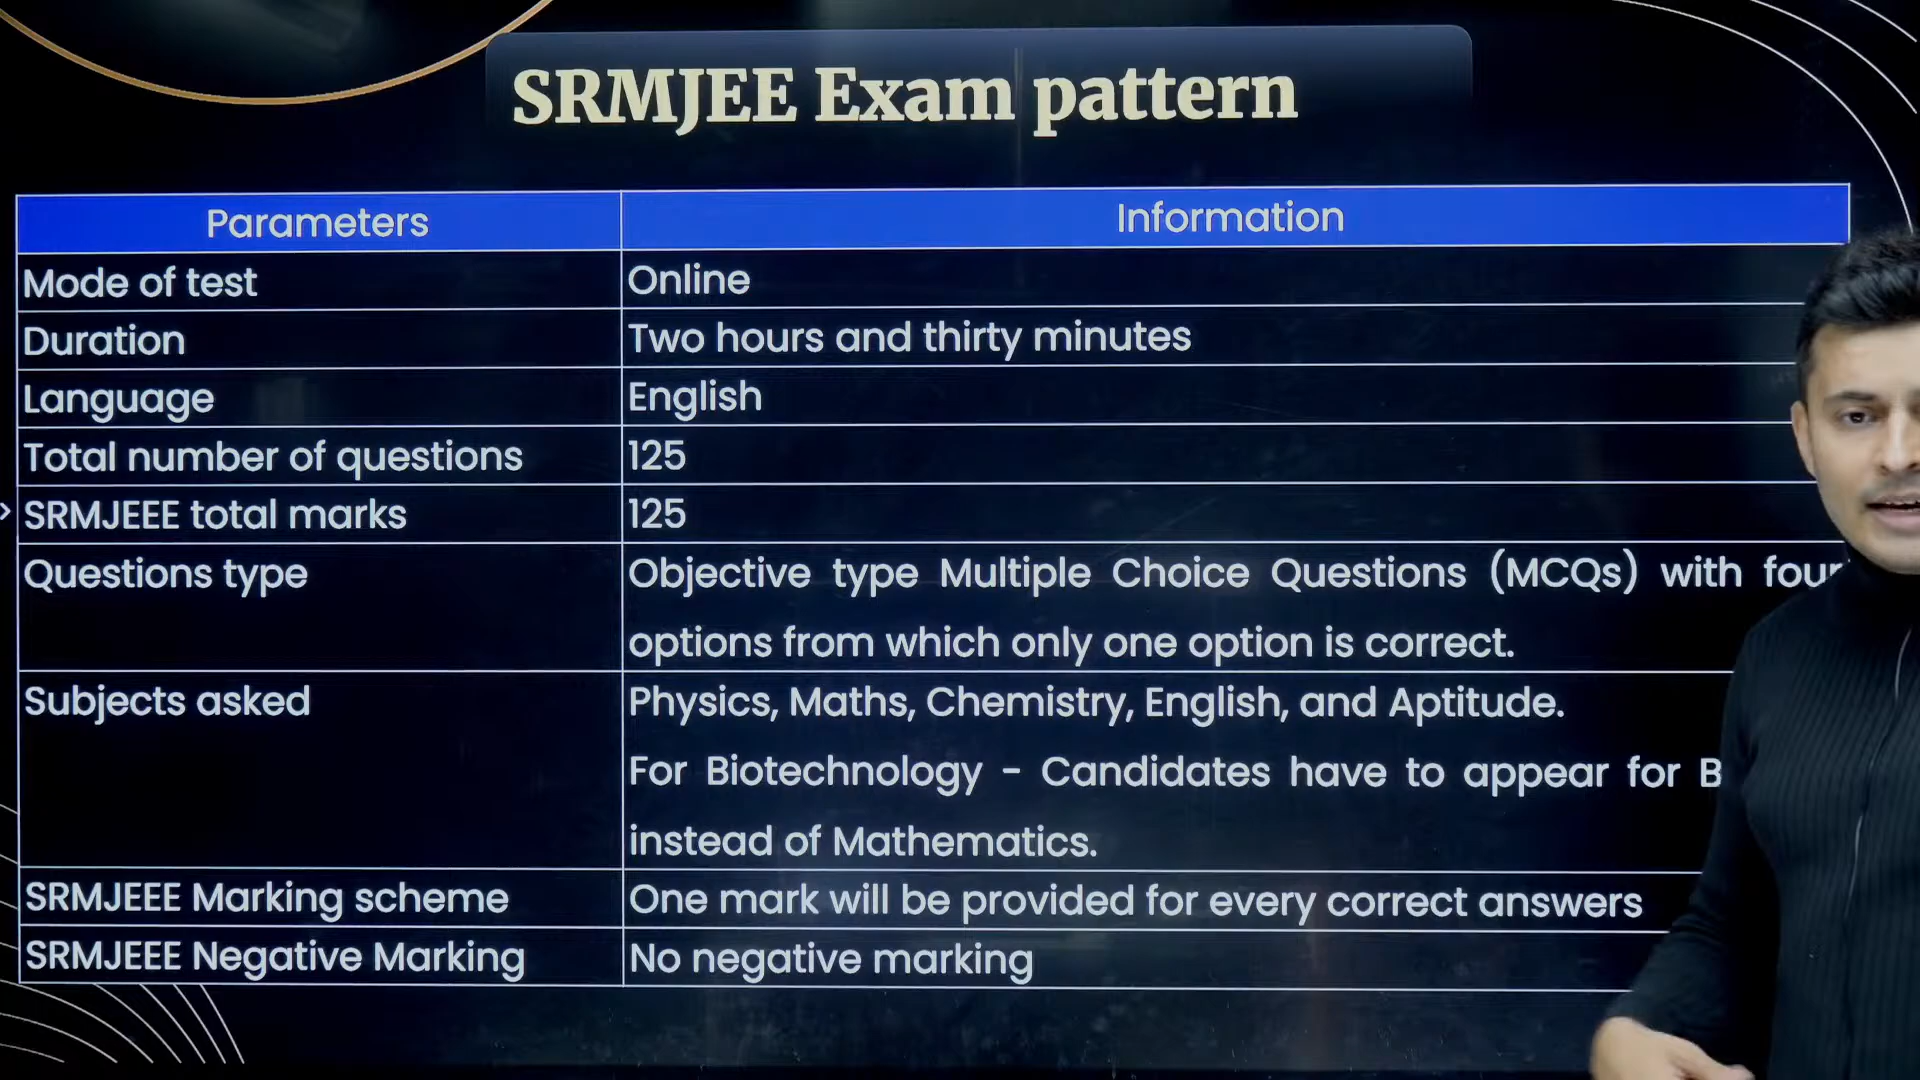 SRMJEE Exam pattern
Parameters
Information
Mode of test
Online
Duration
Two hours and thirty minutes
Language
English
Total number of questions
125
SRMJEEE total marks
125
Questions type
Objective type Multiple Choice Questions (MCQs) with four
options from which only one option is correct.
Subjects asked
Physics, Maths, Chemistry, English, and Aptitude.
For Biotechnology - Candidates have to appear for
instead of Mathematics.
SRMJEEE Marking scheme
One mark will be provided for every correct answers
SRMJEEE Negative Marking
No negative marking